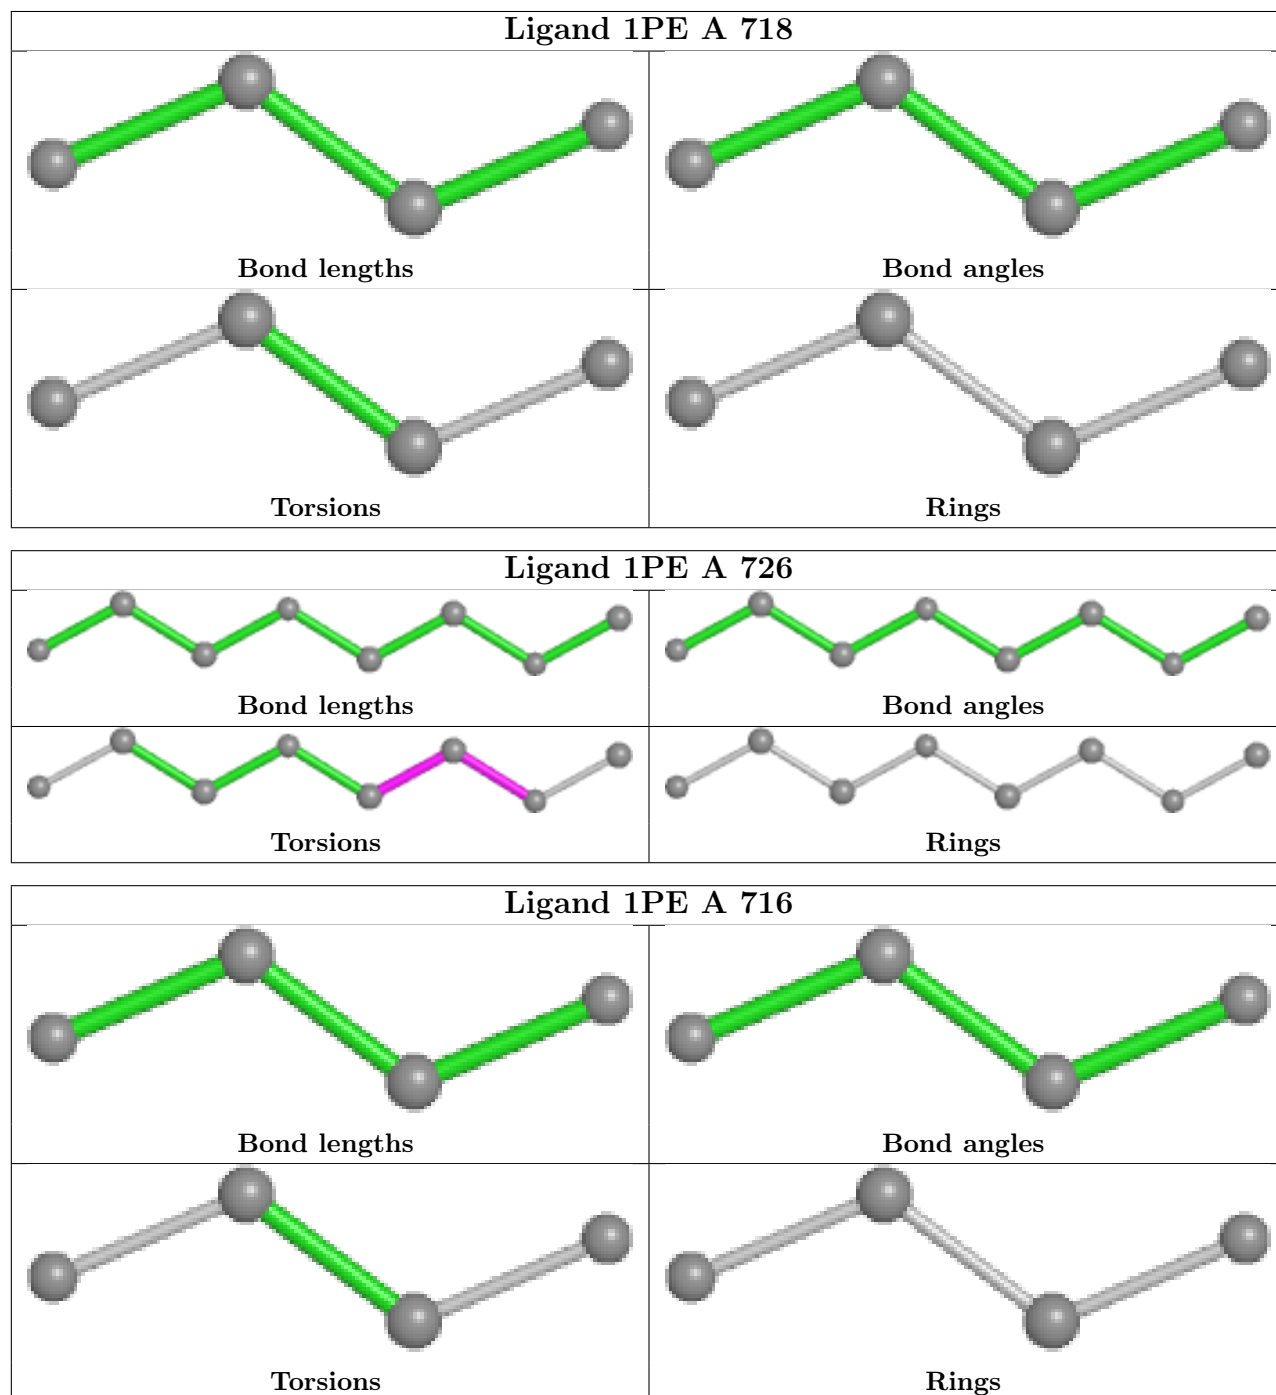 Ligand 1PE A 718
Bond lengths
Bond angles
Torsions
Rings
Ligand 1PE A 726
Bond lengths
Bond angles
Torsions
Rings
Ligand 1PE A 716
Bond lengths
Bond angles
Torsions
Rings